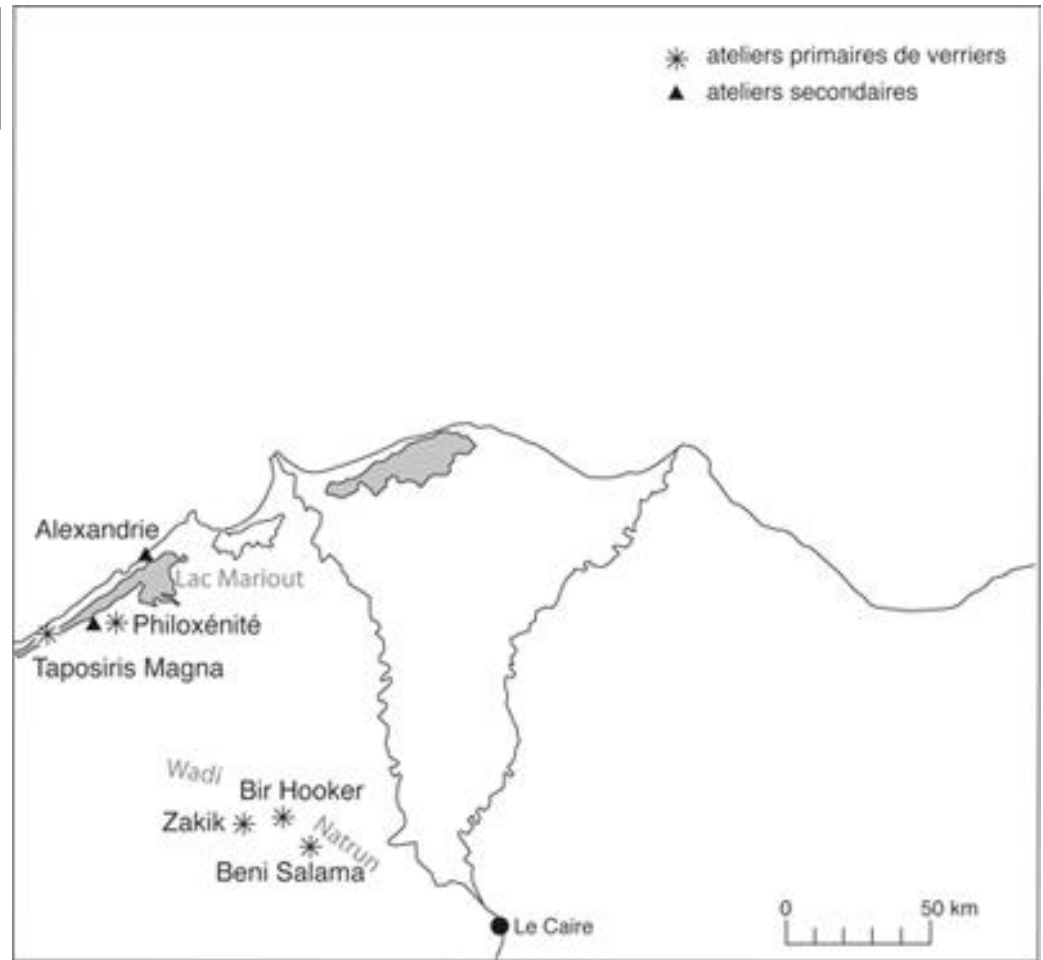 ateliers primaires de verriers
ateliers secondaires
Alexandrie
Lac Mariout
Philoxénité
Taposiris Magna
Wadi
Bir Hooker
Zakik
Natrun
Beni Salama
Le Caire
0 50 km